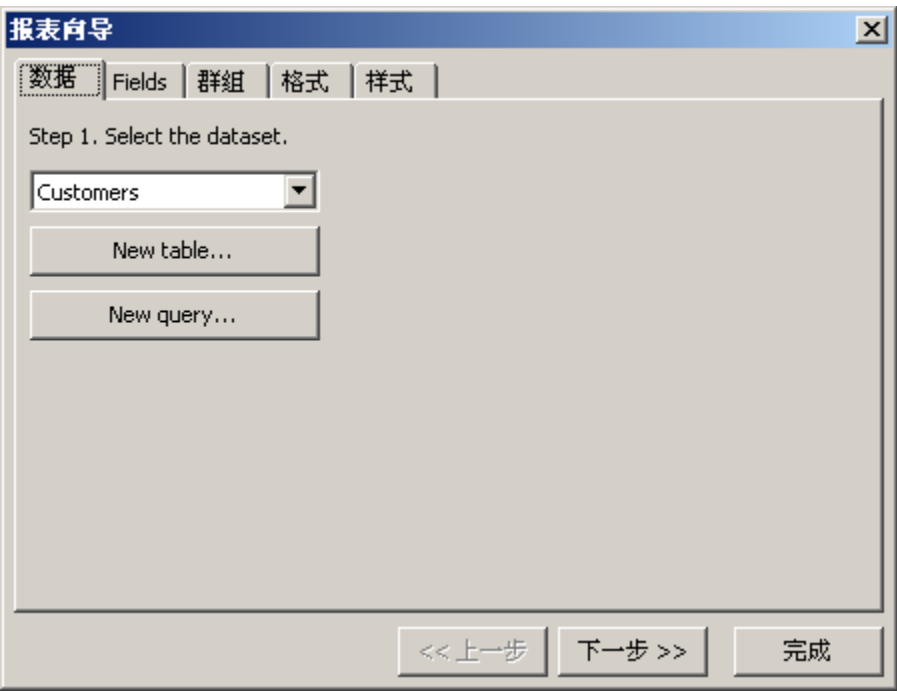 报表向导
数据 Fields 群组 格式 样式
Step 1. Select the dataset.
Customers
New table...
New query...
<< 上一步 下一步 >> 完成